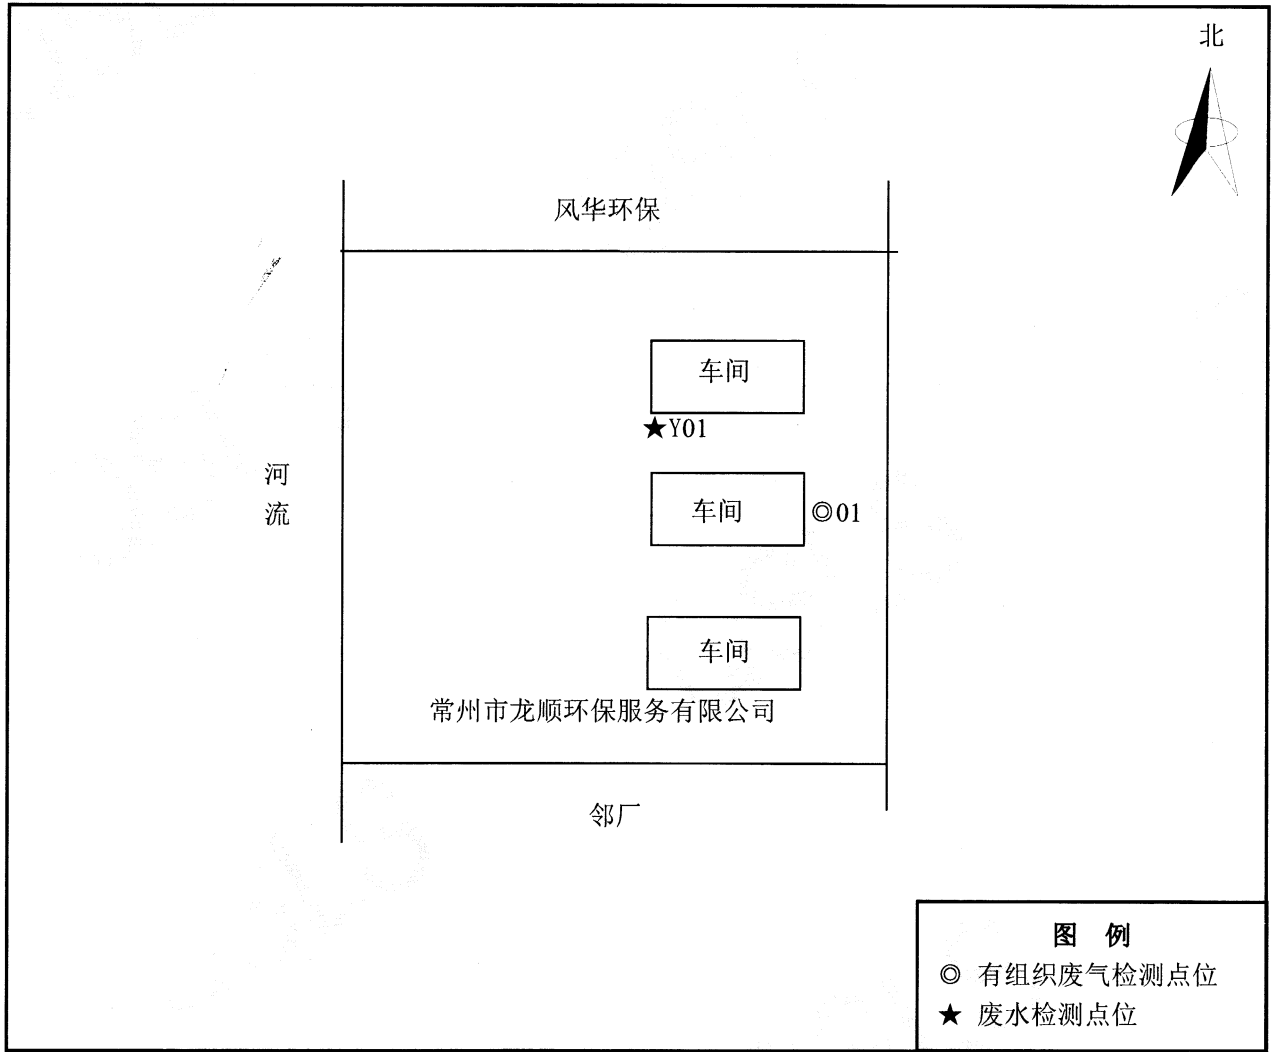 北
风华环保
车间
★Y01
河
流
车间
◎01
车间
常州市龙顺环保服务有限公司
邻厂
图 例
◎ 有组织废气检测点位
★ 废水检测点位